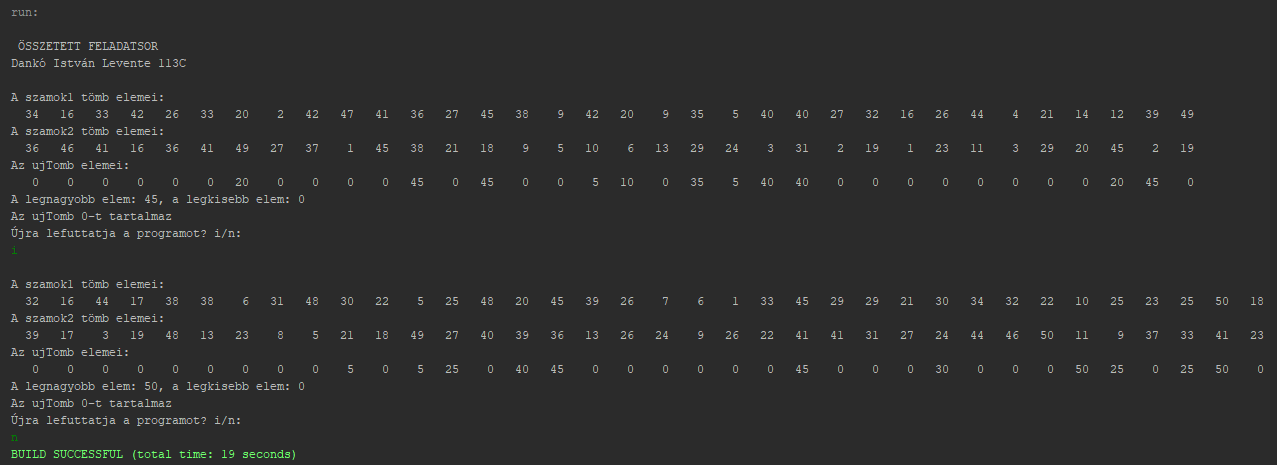 run:
ÖSSZETETT FELADATSOR
Dankó István Levente 113C
A szamok1 tömb elemei:
34 16 33 42 26 33 20 2 42 47 41 36 27 45 38 9 42 20 9 35 5 40 40 27 32 16 26 44 4 21 14 12 39 49
A szamok2 tömb elemei:
36 46 41 16 36 41 49 27 37 1 45 38 21 18 9 5 10 6 13 29 24 3 31 2 19 1 23 11 3 29 20 45 2 19
Az ujTomb elemei:
0 0 0 0 0 0 20 0 0 0 0 45 0 45 0 0 5 10 0 35 5 40 40 0 0 0 0 0 0 0 0 20 45 0
A legnagyobb elem: 45, a legkisebb elem: 0
Az ujTomb 0-t tartalmaz
Újra lefuttatja a programot? i/n:
i
A szamok1 tömb elemei:
32 16 44 17 38 38 6 31 48 30 22 5 25 48 20 45 39 26 7 6 1 33 45 29 29 21 30 34 32 22 10 25 23 25 50 18
A szamok2 tömb elemei:
39 17 3 19 48 13 23 8 5 21 18 49 27 40 39 36 13 26 24 9 26 22 41 41 31 27 24 44 46 50 11 9 37 33 41 23
Az ujTomb elemei:
0 0 0 0 0 0 0 0 0 5 0 5 25 0 40 45 0 0 0 0 0 0 45 0 0 0 30 0 0 0 50 25 0 25 50 0
A legnagyobb elem: 50, a legkisebb elem: 0
Az ujTomb 0-t tartalmaz
Újra lefuttatja a programot? i/n:
n
BUILD SUCCESSFUL (total time: 19 seconds)